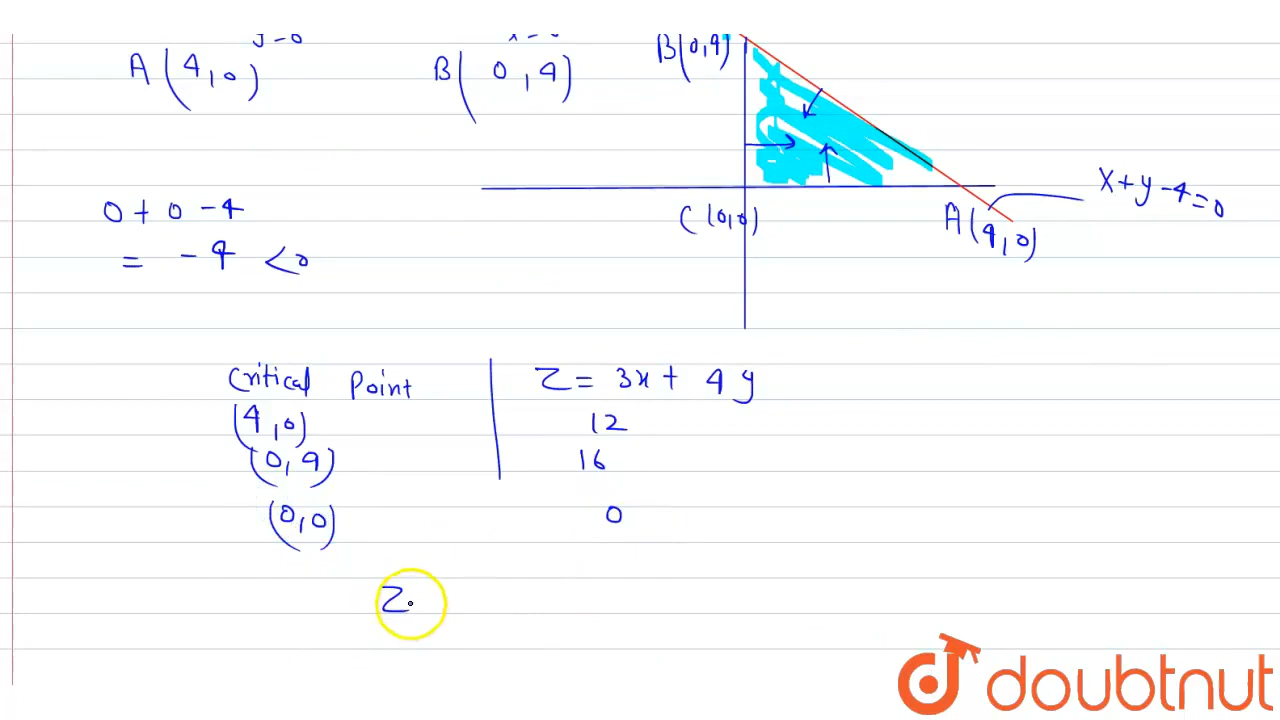 A(4,0)
B(0,4)
B(0,4)
0+0-4
= -4 <0
C(0,0)
A(4,0)
x+y-4=0
Critical Point
Z = 3x + 4y
(4,0)
12
(0,4)
16
(0,0)
0
Z
doubtnut